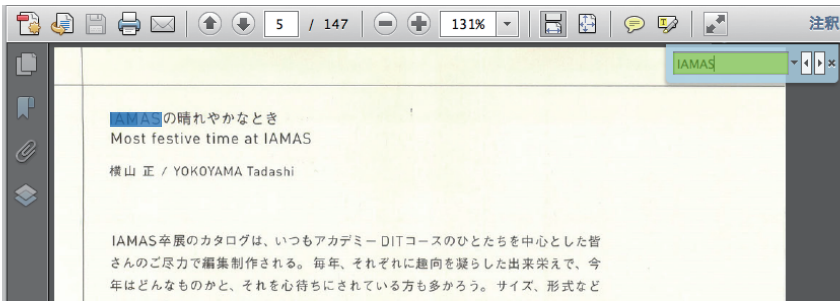 5 / 147 131% 注釈
IAMAS
IAMASの晴れやかなとき
Most festive time at IAMAS
横山 正 / YOKOYAMA Tadashi
IAMAS卒展のカタログは、いつもアカデミーDITコースのひとたちを中心とした皆
さんのご尽力で編集制作される。毎年、それぞれに趣向を凝らした出来栄えで、今
年はどんなものかと、それを心待ちにされている方も多かろう。サイズ、形式など